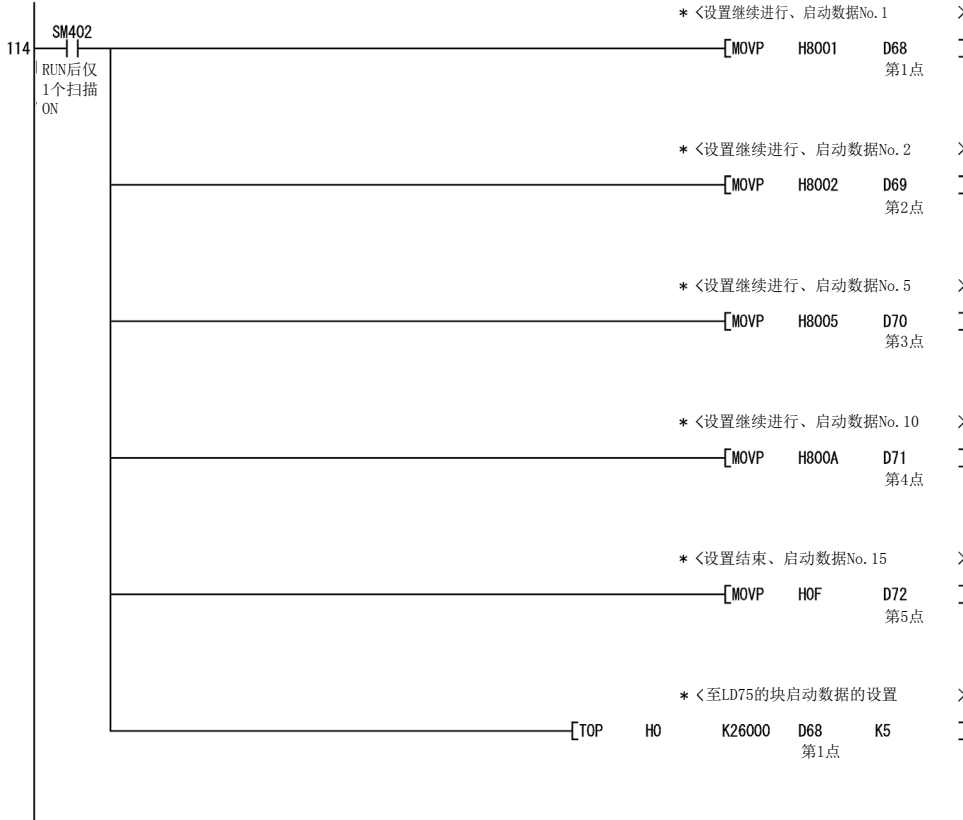 * <设置继续进行、启动数据No.1 >
SM402
114
[MOVP H8001 D68 ]
第1点
RUN后仅
1个扫描
ON
* <设置继续进行、启动数据No.2 >
[MOVP H8002 D69 ]
第2点
* <设置继续进行、启动数据No.5 >
[MOVP H8005 D70 ]
第3点
* <设置继续进行、启动数据No.10 >
[MOVP H800A D71 ]
第4点
* <设置结束、启动数据No.15 >
[MOVP H0F D72 ]
第5点
* <至LD75的块启动数据的设置 >
[TOP H0 K26000 D68 K5 ]
第1点